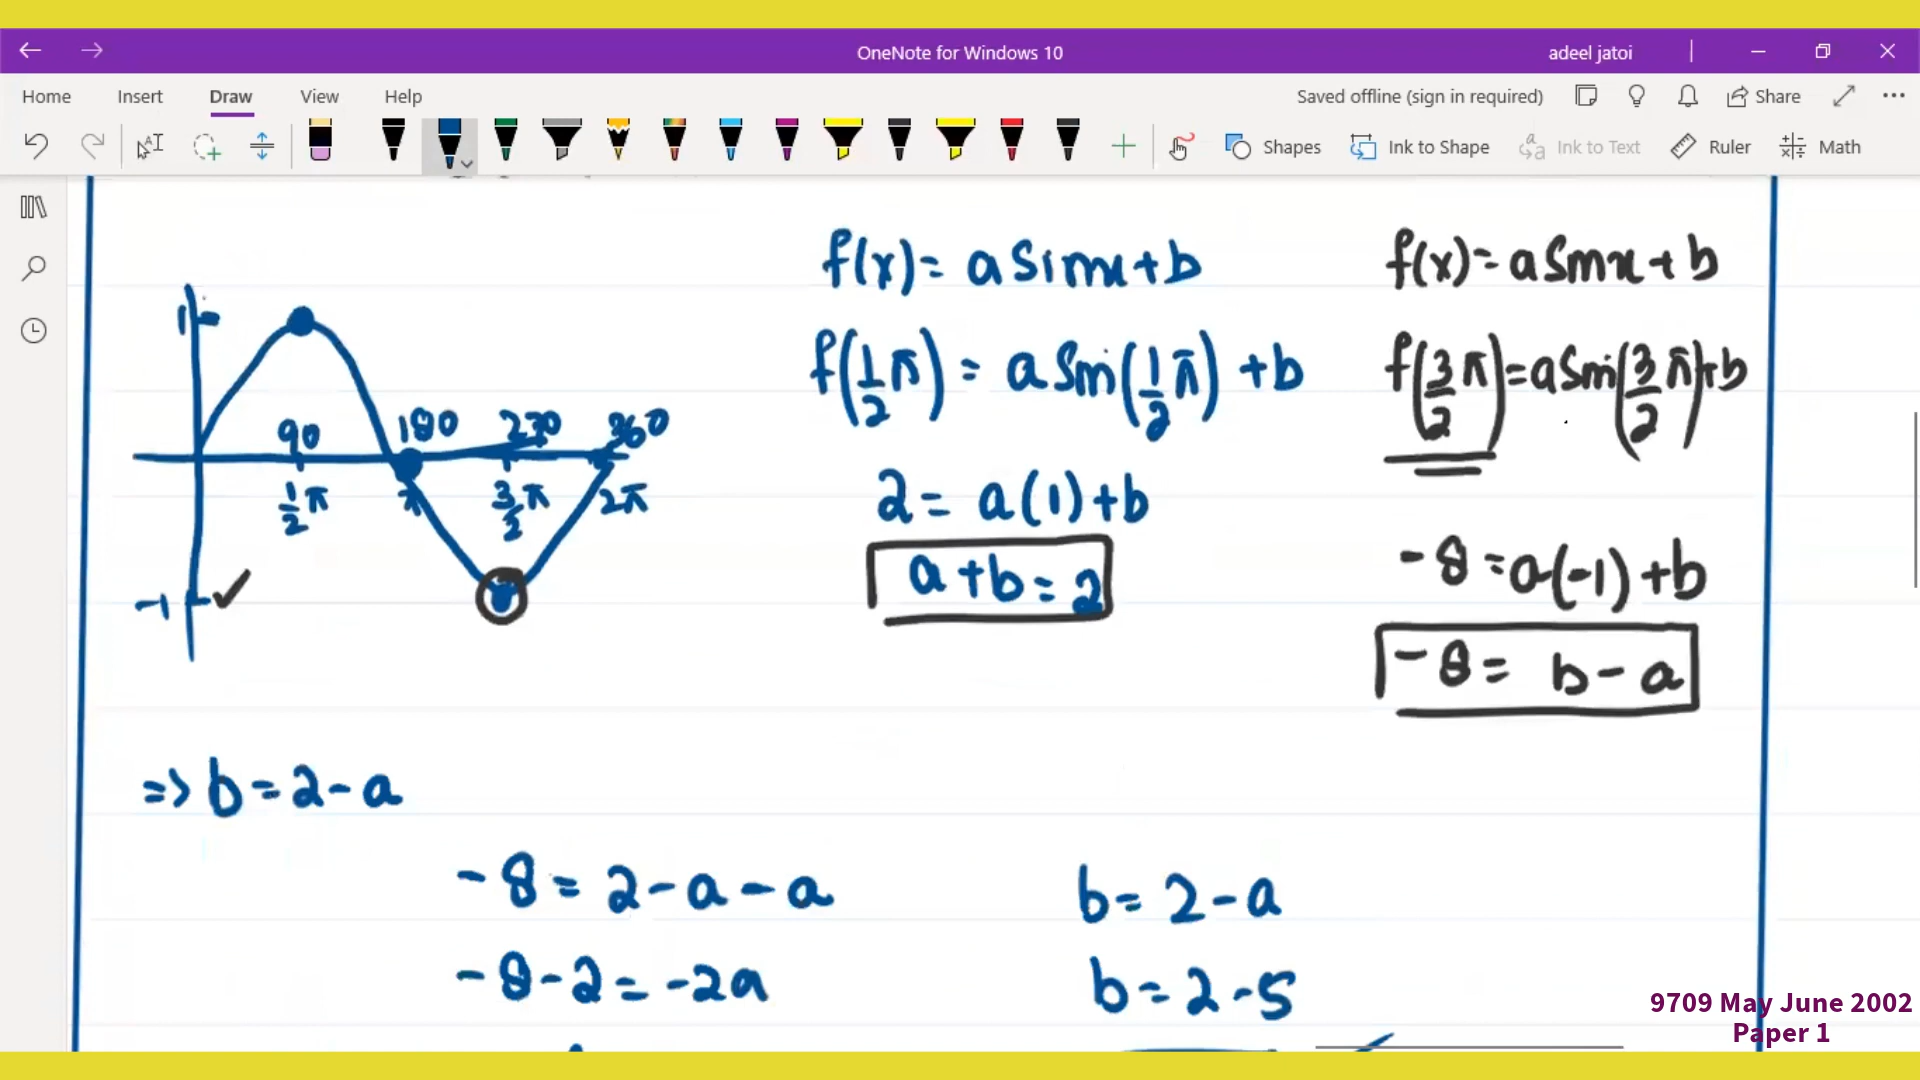 OneNote for Windows 10
adeel jatoi
Home Insert Draw View Help
Saved offline (sign in required)
Share
Shapes
Ink to Shape
Ink to Text
Ruler
Math
f(x)= a Sinx+b
f(x)= a Sinx+b
1
f(1/2 π) = a Sin(1/2 π) +b
f(3/2 π)=a Sin(3/2 π)+b
90 180 270 360
1/2 π π 3/2 π 2π
2= a(1)+b
-1
a+b=2
-8=a(-1)+b
-8= b-a
=> b=2-a
-8= 2-a-a
b= 2-a
-8-2=-2a
b=2-5
9709 May June 2002
Paper 1